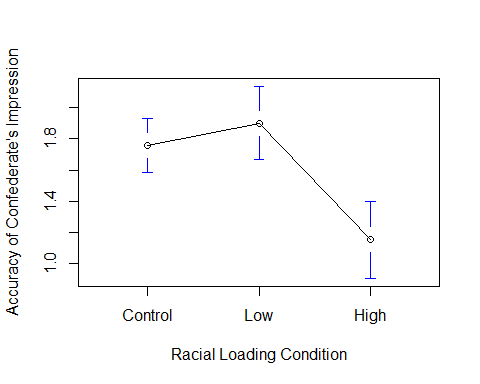 Accuracy of Confederate's Impression
1.8
1.4
1.0
Control Low High
Racial Loading Condition